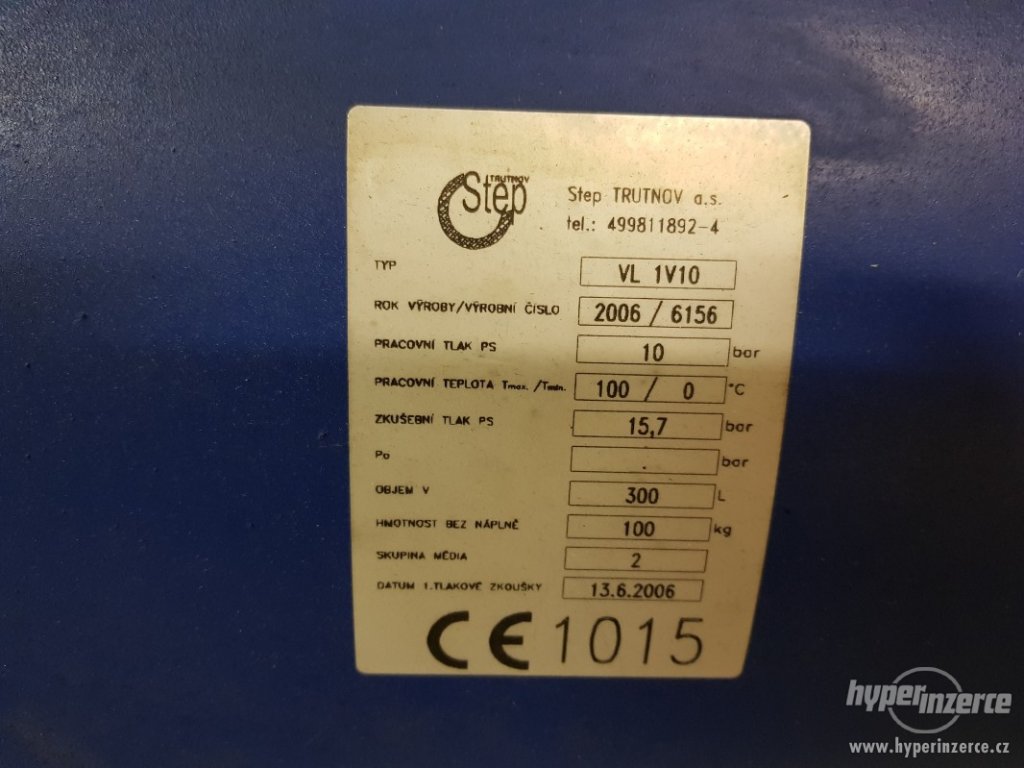 TRUTNOV
Step
Step TRUTNOV a.s.
tel.: 499811892-4
TYP VL 1V10
ROK VÝROBY/VÝROBNÍ ČÍSLO 2006 / 6156
PRACOVNÍ TLAK PS 10 bar
PRACOVNÍ TEPLOTA Tmax. /Tmin. 100 / 0 °C
ZKUŠEBNÍ TLAK PS 15,7 bar
Po . bar
OBJEM V 300 L
HMOTNOST BEZ NÁPLNĚ 100 kg
SKUPINA MÉDIA 2
DATUM 1.TLAKOVÉ ZKOUŠKY 13.6.2006
CE 1015
hyperinzerce
www.hyperinzerce.cz